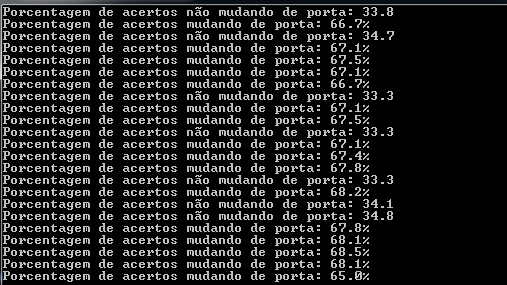 Porcentagem de acertos não mudando de porta: 33.8
Porcentagem de acertos mudando de porta: 66.7%
Porcentagem de acertos não mudando de porta: 34.7
Porcentagem de acertos mudando de porta: 67.1%
Porcentagem de acertos mudando de porta: 67.5%
Porcentagem de acertos mudando de porta: 67.1%
Porcentagem de acertos mudando de porta: 66.7%
Porcentagem de acertos não mudando de porta: 33.3
Porcentagem de acertos mudando de porta: 67.1%
Porcentagem de acertos mudando de porta: 67.5%
Porcentagem de acertos não mudando de porta: 33.3
Porcentagem de acertos mudando de porta: 67.1%
Porcentagem de acertos mudando de porta: 67.4%
Porcentagem de acertos mudando de porta: 67.8%
Porcentagem de acertos não mudando de porta: 33.3
Porcentagem de acertos mudando de porta: 68.2%
Porcentagem de acertos não mudando de porta: 34.1
Porcentagem de acertos não mudando de porta: 34.8
Porcentagem de acertos mudando de porta: 67.8%
Porcentagem de acertos mudando de porta: 68.1%
Porcentagem de acertos mudando de porta: 68.5%
Porcentagem de acertos mudando de porta: 68.1%
Porcentagem de acertos mudando de porta: 65.0%